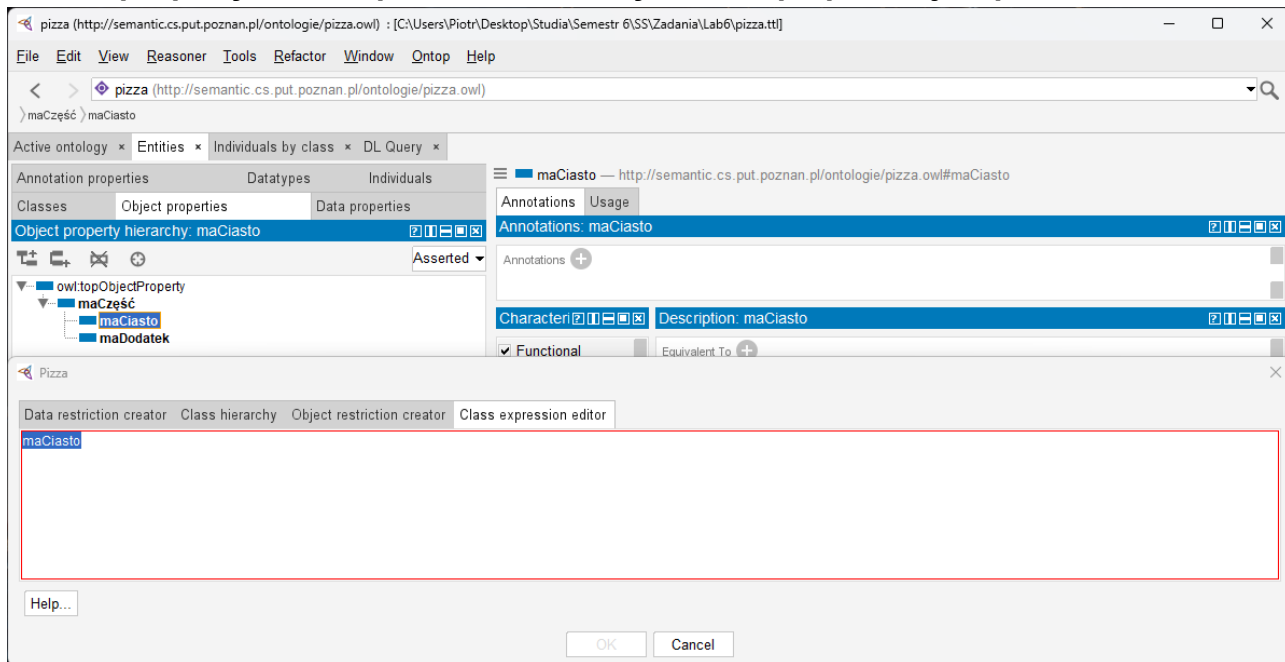 pizza (http://semantic.cs.put.poznan.pl/ontologie/pizza.owl) : [C:\Users\Piotr\Desktop\Studia\Semestr 6\SS\Zadania\Lab6\pizza.ttl]
File Edit View Reasoner Tools Refactor Window Ontop Help
< > pizza (http://semantic.cs.put.poznan.pl/ontologie/pizza.owl)
maCzęść maCiasto
Active ontology × Entities × Individuals by class × DL Query ×
Annotation properties Datatypes Individuals
Classes Object properties Data properties
Object property hierarchy: maCiasto
Asserted
owl:topObjectProperty
maCzęść
maCiasto
maDodatek
maCiasto — http://semantic.cs.put.poznan.pl/ontologie/pizza.owl#maCiasto
Annotations Usage
Annotations: maCiasto
Annotations
Characteri Description: maCiasto
Functional Equivalent To
Pizza
Data restriction creator Class hierarchy Object restriction creator Class expression editor
maCiasto
Help...
OK Cancel